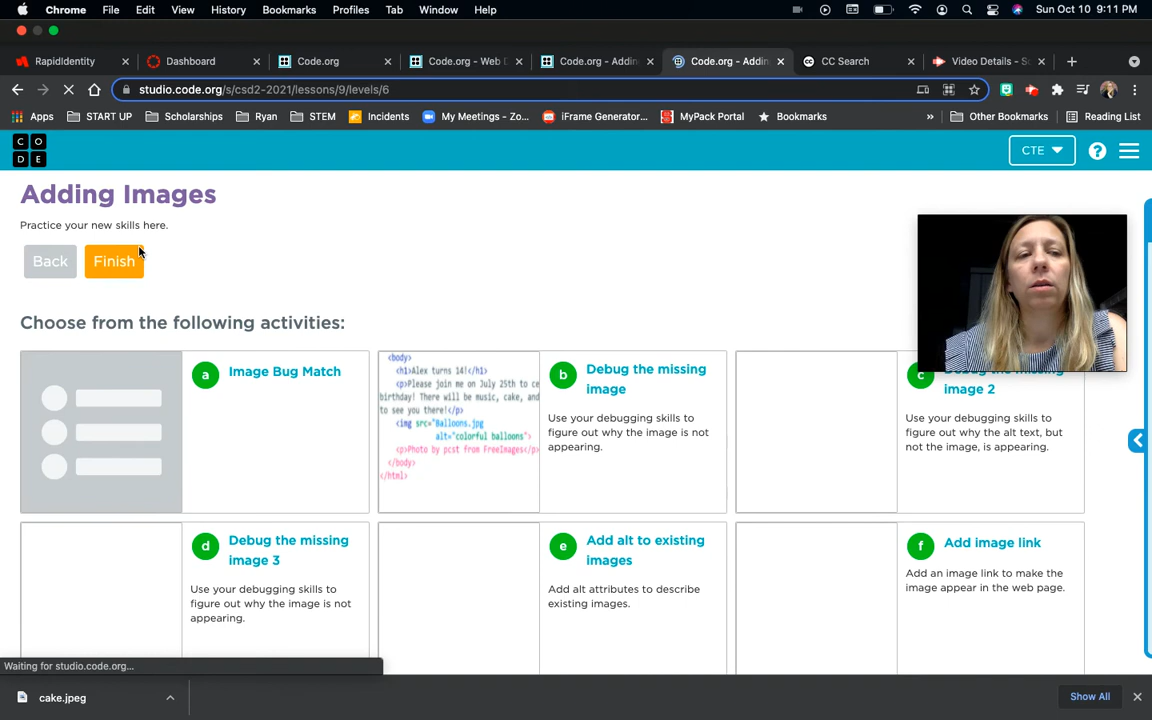 Chrome File Edit View History Bookmarks Profiles Tab Window Help Sun Oct 10 9:11 PM
RapidIdentity Dashboard Code.org Code.org - Web D Code.org - Addin Code.org - Addin CC Search Video Details - Sc
studio.code.org/s/csd2-2021/lessons/9/levels/6
Apps START UP Scholarships Ryan STEM Incidents My Meetings - Zo... iFrame Generator... MyPack Portal Bookmarks » Other Bookmarks Reading List
C O
D E
CTE
Adding Images
Practice your new skills here.
Back Finish
Choose from the following activities:
a Image Bug Match
<body>
<h1>Alex turns 14!</h1>
<p>Please join me on July 25th to ce
birthday! There will be music, cake, and
to see you there!</p>
<img src="Balloons.jpg
alt="colorful balloons">
<p>Photo by pcst from FreeImages</p>
</body>
</html>
b Debug the missing
image
Use your debugging skills to
figure out why the image is not
appearing.
c Debug the missing
image 2
Use your debugging skills to
figure out why the alt text, but
not the image, is appearing.
d Debug the missing
image 3
Use your debugging skills to
figure out why the image is not
appearing.
e Add alt to existing
images
Add alt attributes to describe
existing images.
f Add image link
Add an image link to make the
image appear in the web page.
Waiting for studio.code.org...
cake.jpeg
Show All